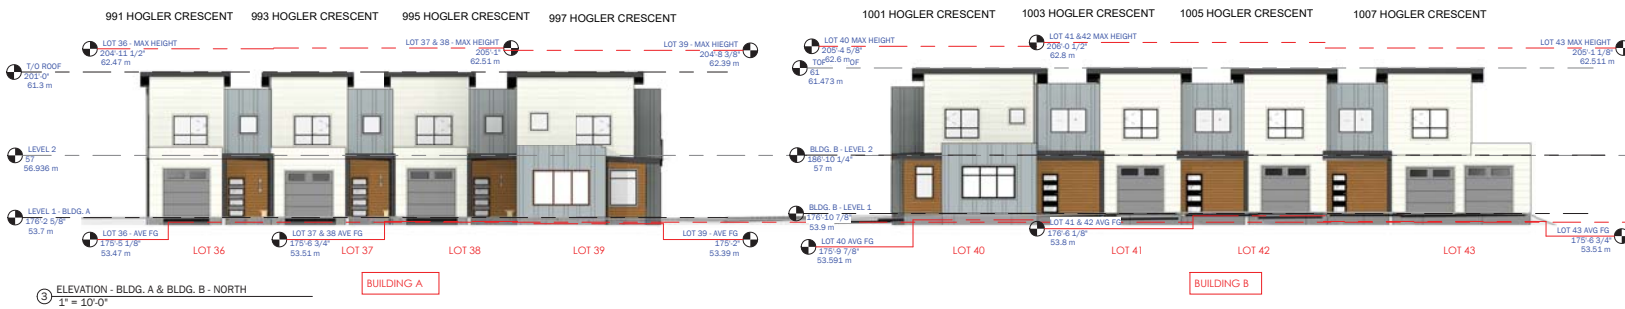 991 HOGLER CRESCENT
993 HOGLER CRESCENT
995 HOGLER CRESCENT
997 HOGLER CRESCENT
1001 HOGLER CRESCENT
1003 HOGLER CRESCENT
1005 HOGLER CRESCENT
1007 HOGLER CRESCENT
LOT 36 - MAX HEIGHT
204'-11 1/2"
62.47 m
LOT 37 & 38 - MAX HEIGHT
205'-1"
62.51 m
LOT 39 - MAX HIEGHT
204'-8 3/8"
62.39 m
T/O ROOF
201'-0"
61.3 m
LEVEL 2
57
56.936 m
LEVEL 1 - BLDG. A
176'-2 5/8"
53.7 m
LOT 36 - AVE FG
175'-5 1/8"
53.47 m
LOT 37 & 38 AVE FG
175'-6 3/4"
53.51 m
LOT 39 - AVE FG
175'-2"
53.39 m
LOT 36
LOT 37
LOT 38
LOT 39
BUILDING A
LOT 40 MAX HEIGHT
205'-4 5/8"
62.6 m
LOT 41 &42 MAX HEIGHT
206'-0 1/2"
62.8 m
LOT 43 MAX HEIGHT
205'-1 1/8"
62.511 m
OF
61
61.473 m
BLDG. B - LEVEL 2
186'-10 1/4"
57 m
BLDG. B - LEVEL 1
176'-10 7/8"
53.9 m
LOT 40 AVG FG
175'-9 7/8"
53.591 m
LOT 41 & 42 AVG FG
176'-6 1/8"
53.8 m
LOT 43 AVG FG
175'-6 3/4"
53.51 m
LOT 40
LOT 41
LOT 42
LOT 43
BUILDING B
3 ELEVATION - BLDG. A & BLDG. B - NORTH
1" = 10'-0"